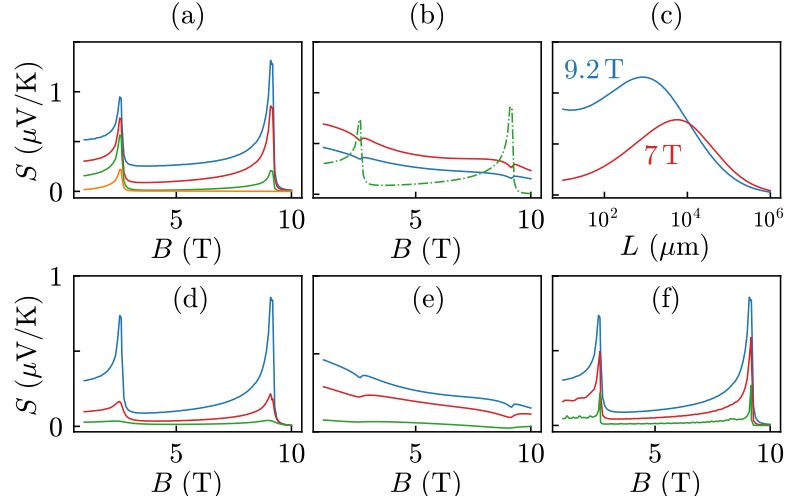 (a) (b) (c)
S (μV/K)
1
0
9.2 T
7 T
5 10 5 10 10² 10⁴ 10⁶
B (T) B (T) L (μm)
(d) (e) (f)
S (μV/K)
1
0
5 10 5 10 5 10
B (T) B (T) B (T)